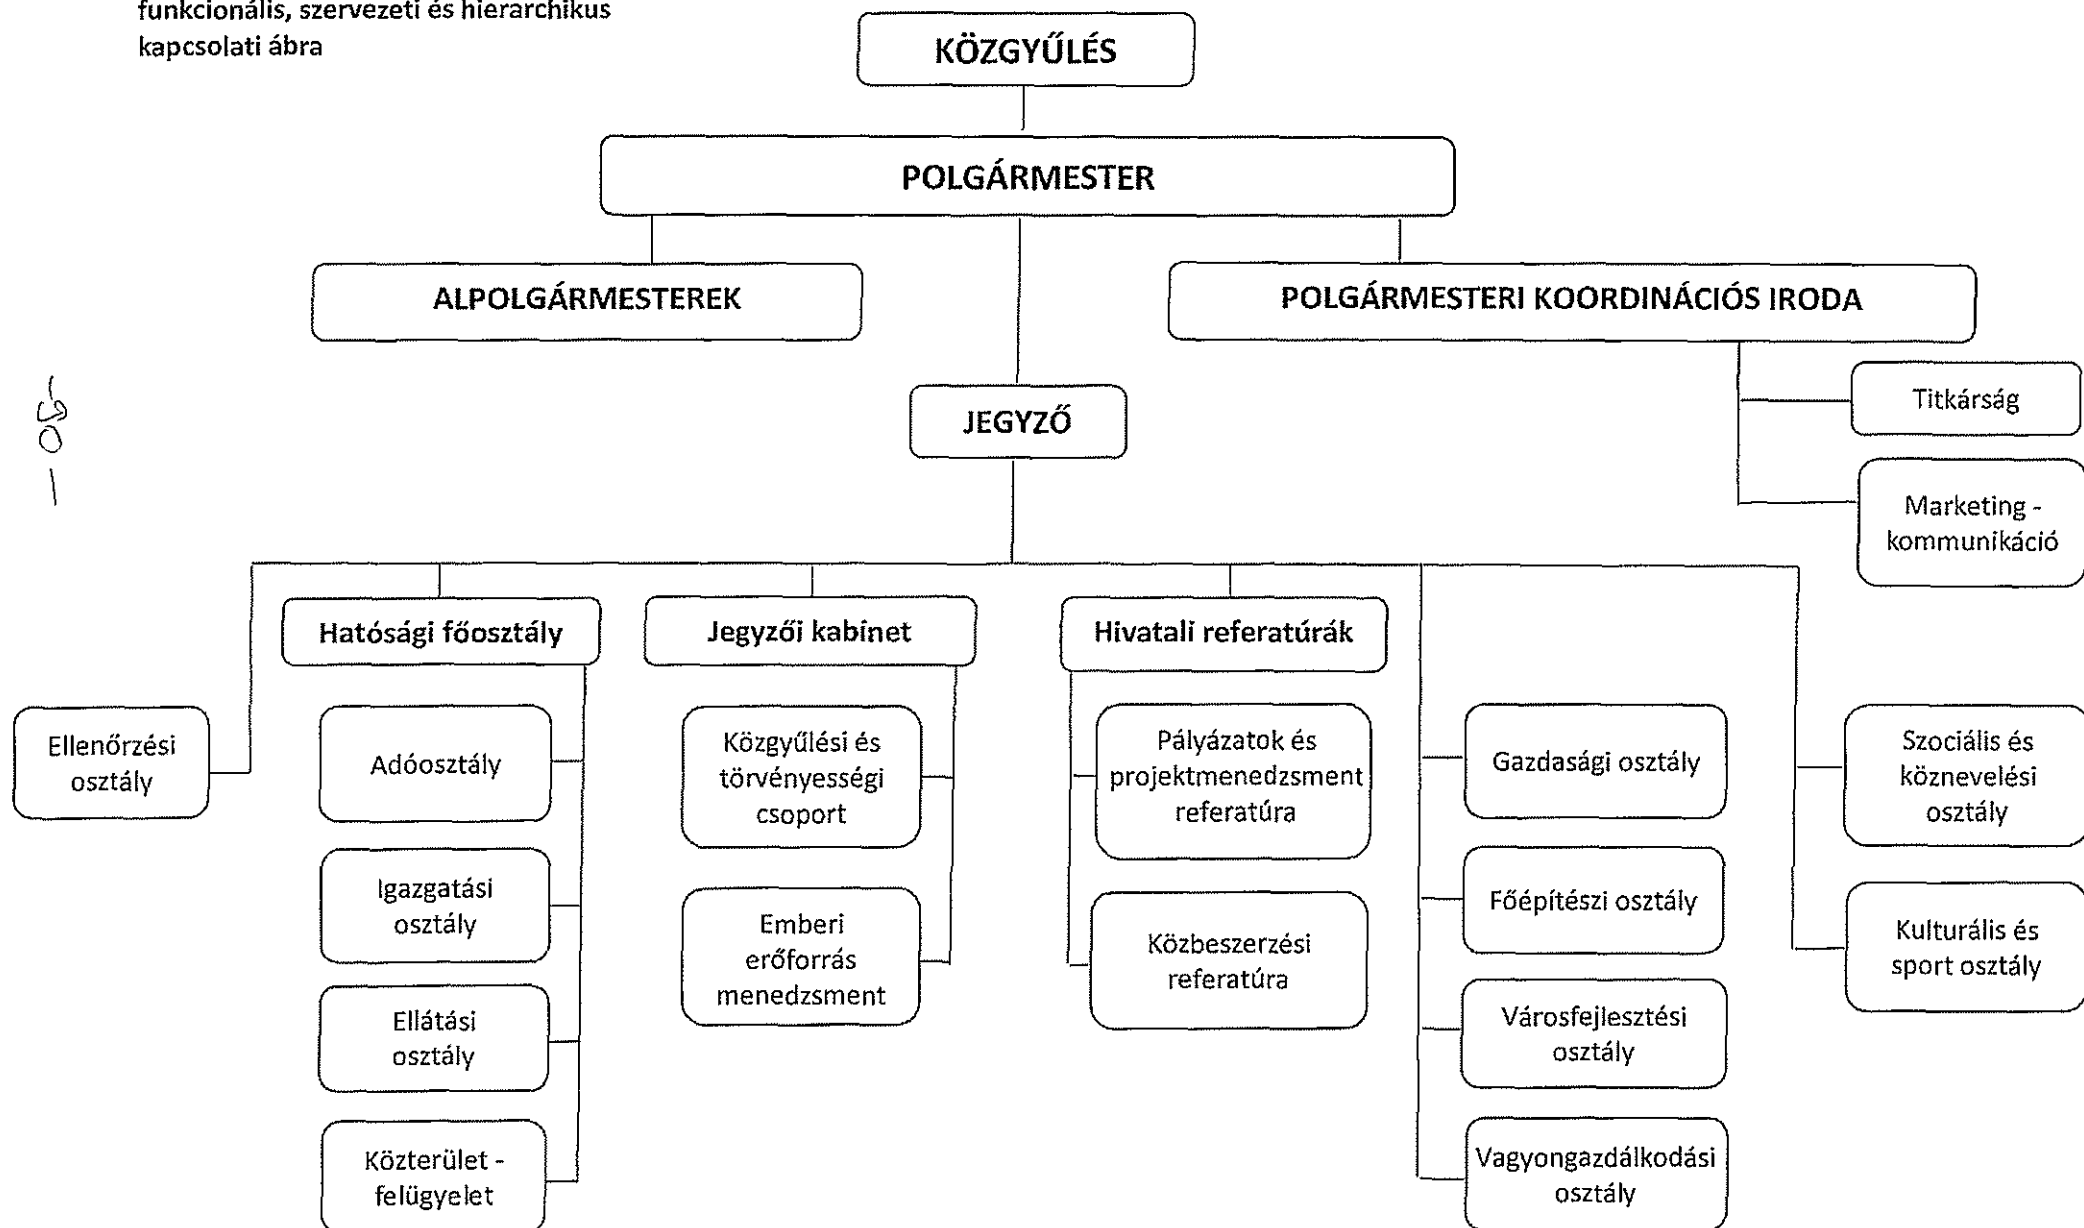 funkcionális, szervezeti és hierarchikus
kapcsolati ábra
KÖZGYŰLÉS
POLGÁRMESTER
ALPOLGÁRMESTEREK
POLGÁRMESTERI KOORDINÁCIÓS IRODA
Titkárság
Marketing -
kommunikáció
JEGYZŐ
Ellenőrzési
osztály
Hatósági főosztály
Adóosztály
Igazgatási
osztály
Ellátási
osztály
Közterület -
felügyelet
Jegyzői kabinet
Közgyűlési és
törvényességi
csoport
Emberi
erőforrás
menedzsment
Hivatali referatúrák
Pályázatok és
projektmenedzsment
referatúra
Közbeszerzési
referatúra
Gazdasági osztály
Főépítészi osztály
Városfejlesztési
osztály
Vagyongazdálkodási
osztály
Szociális és
köznevelési
osztály
Kulturális és
sport osztály